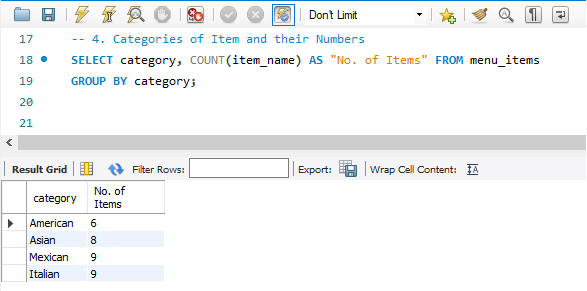 Don't Limit
17 -- 4. Categories of Item and their Numbers
18 SELECT category, COUNT(item_name) AS "No. of Items" FROM menu_items
19 GROUP BY category;
20
21
Result Grid Filter Rows: Export: Wrap Cell Content: IA
category No. of
Items
American 6
Asian 8
Mexican 9
Italian 9